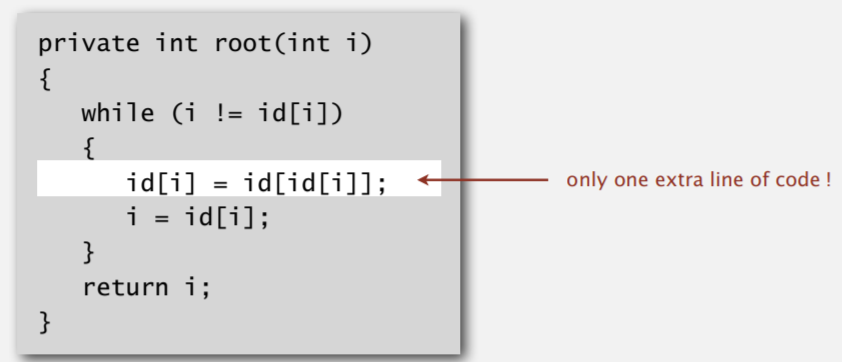 private int root(int i)
{
while (i != id[i])
{
id[i] = id[id[i]];
only one extra line of code !
i = id[i];
}
return i;
}